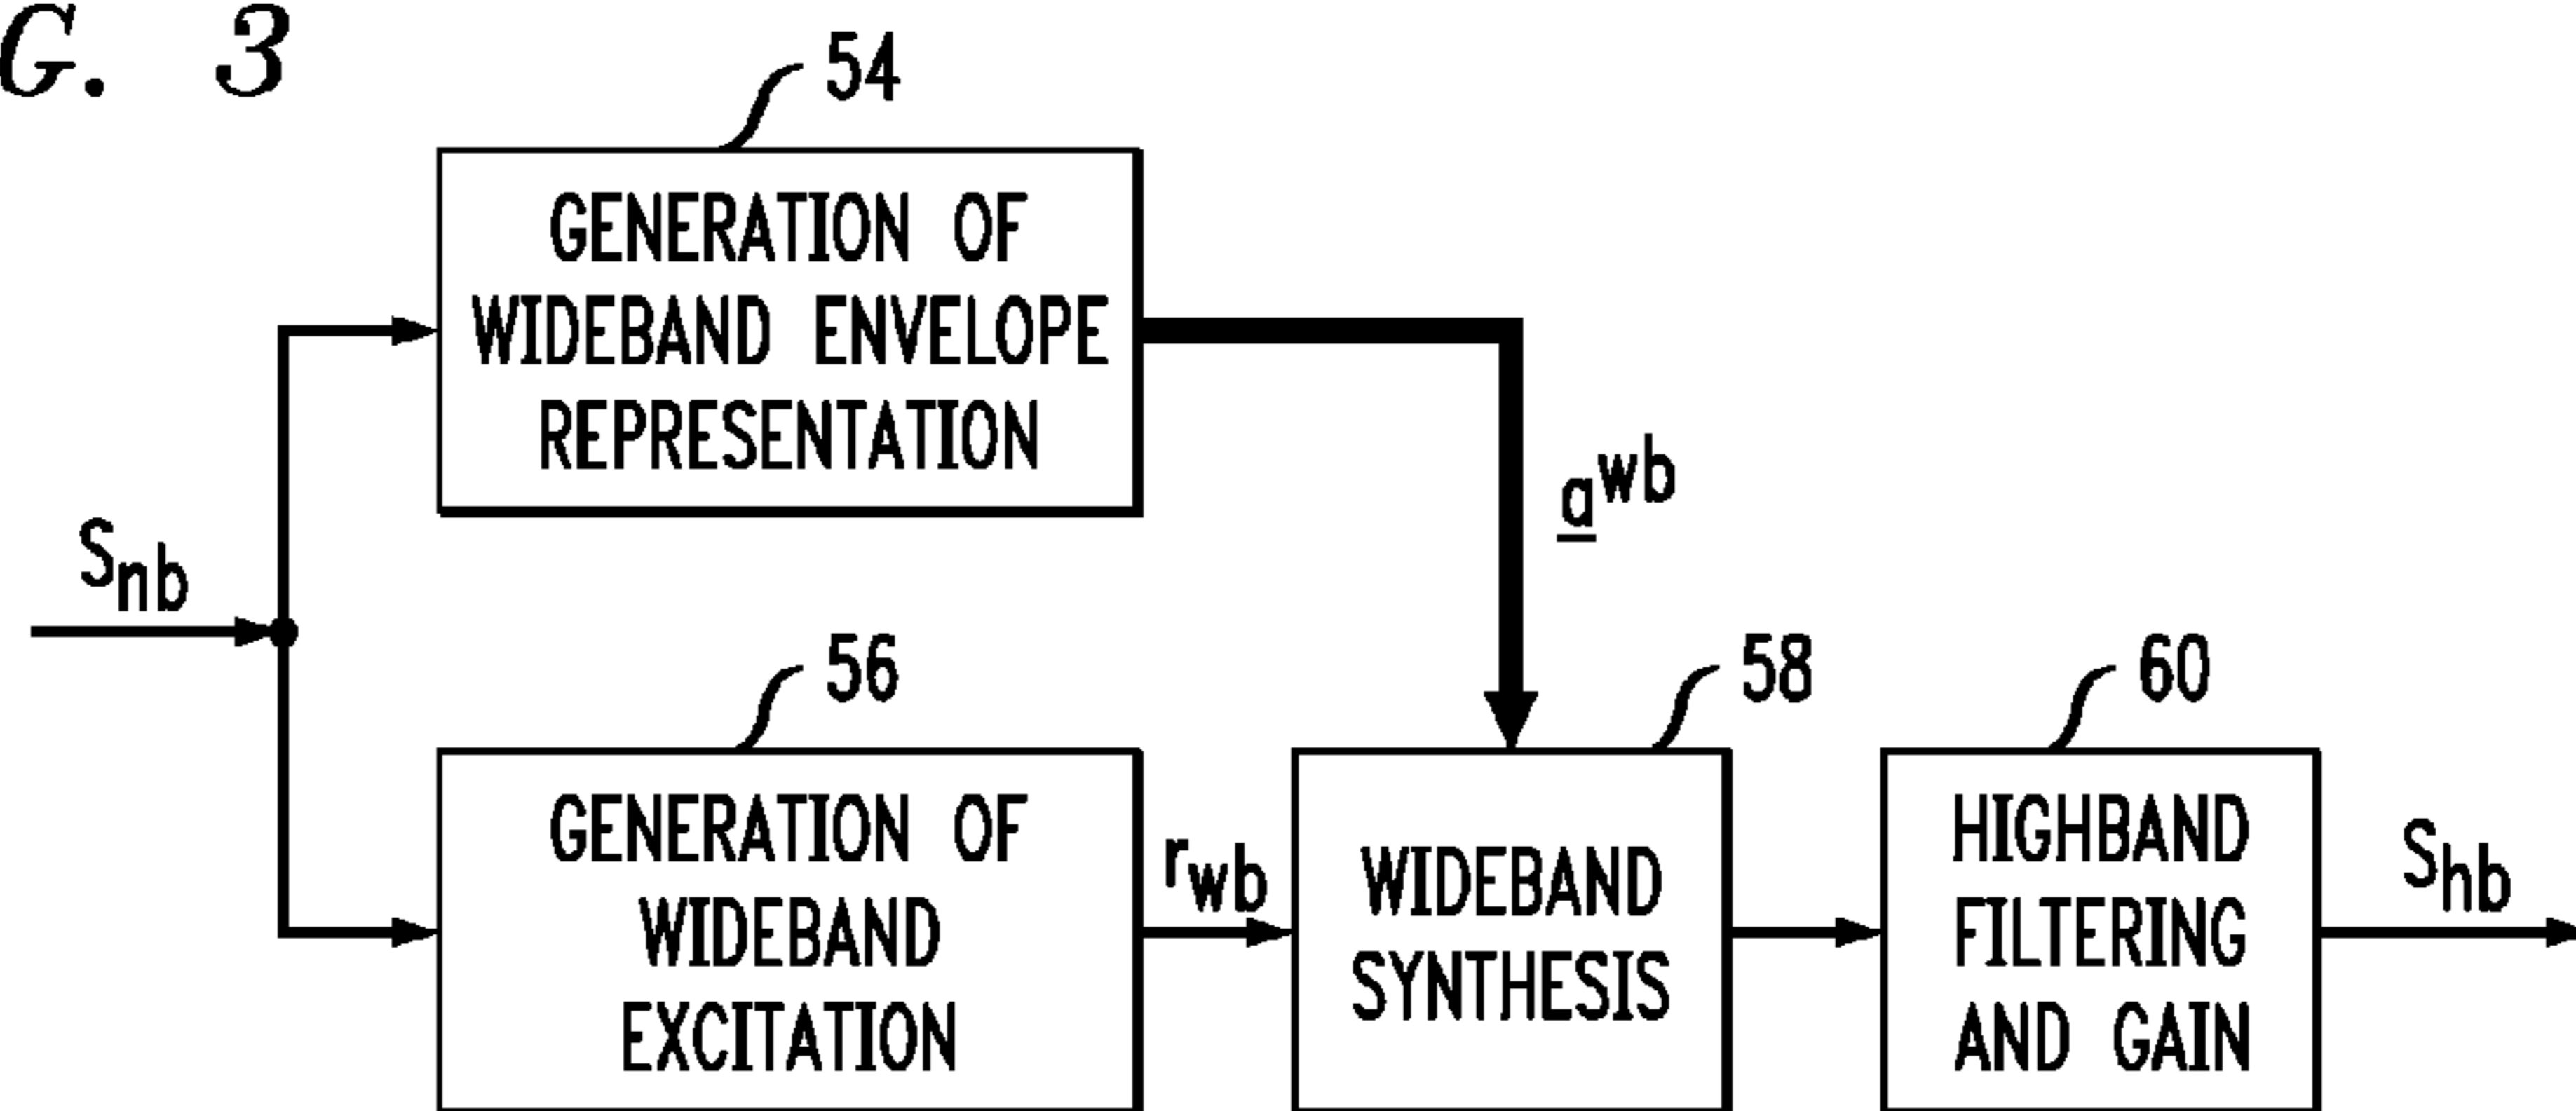 G. 3
54
GENERATION OF
WIDEBAND ENVELOPE
REPRESENTATION
a^wb
S_nb
56
GENERATION OF
WIDEBAND
EXCITATION
r_wb
58
WIDEBAND
SYNTHESIS
60
HIGHBAND
FILTERING
AND GAIN
S_hb